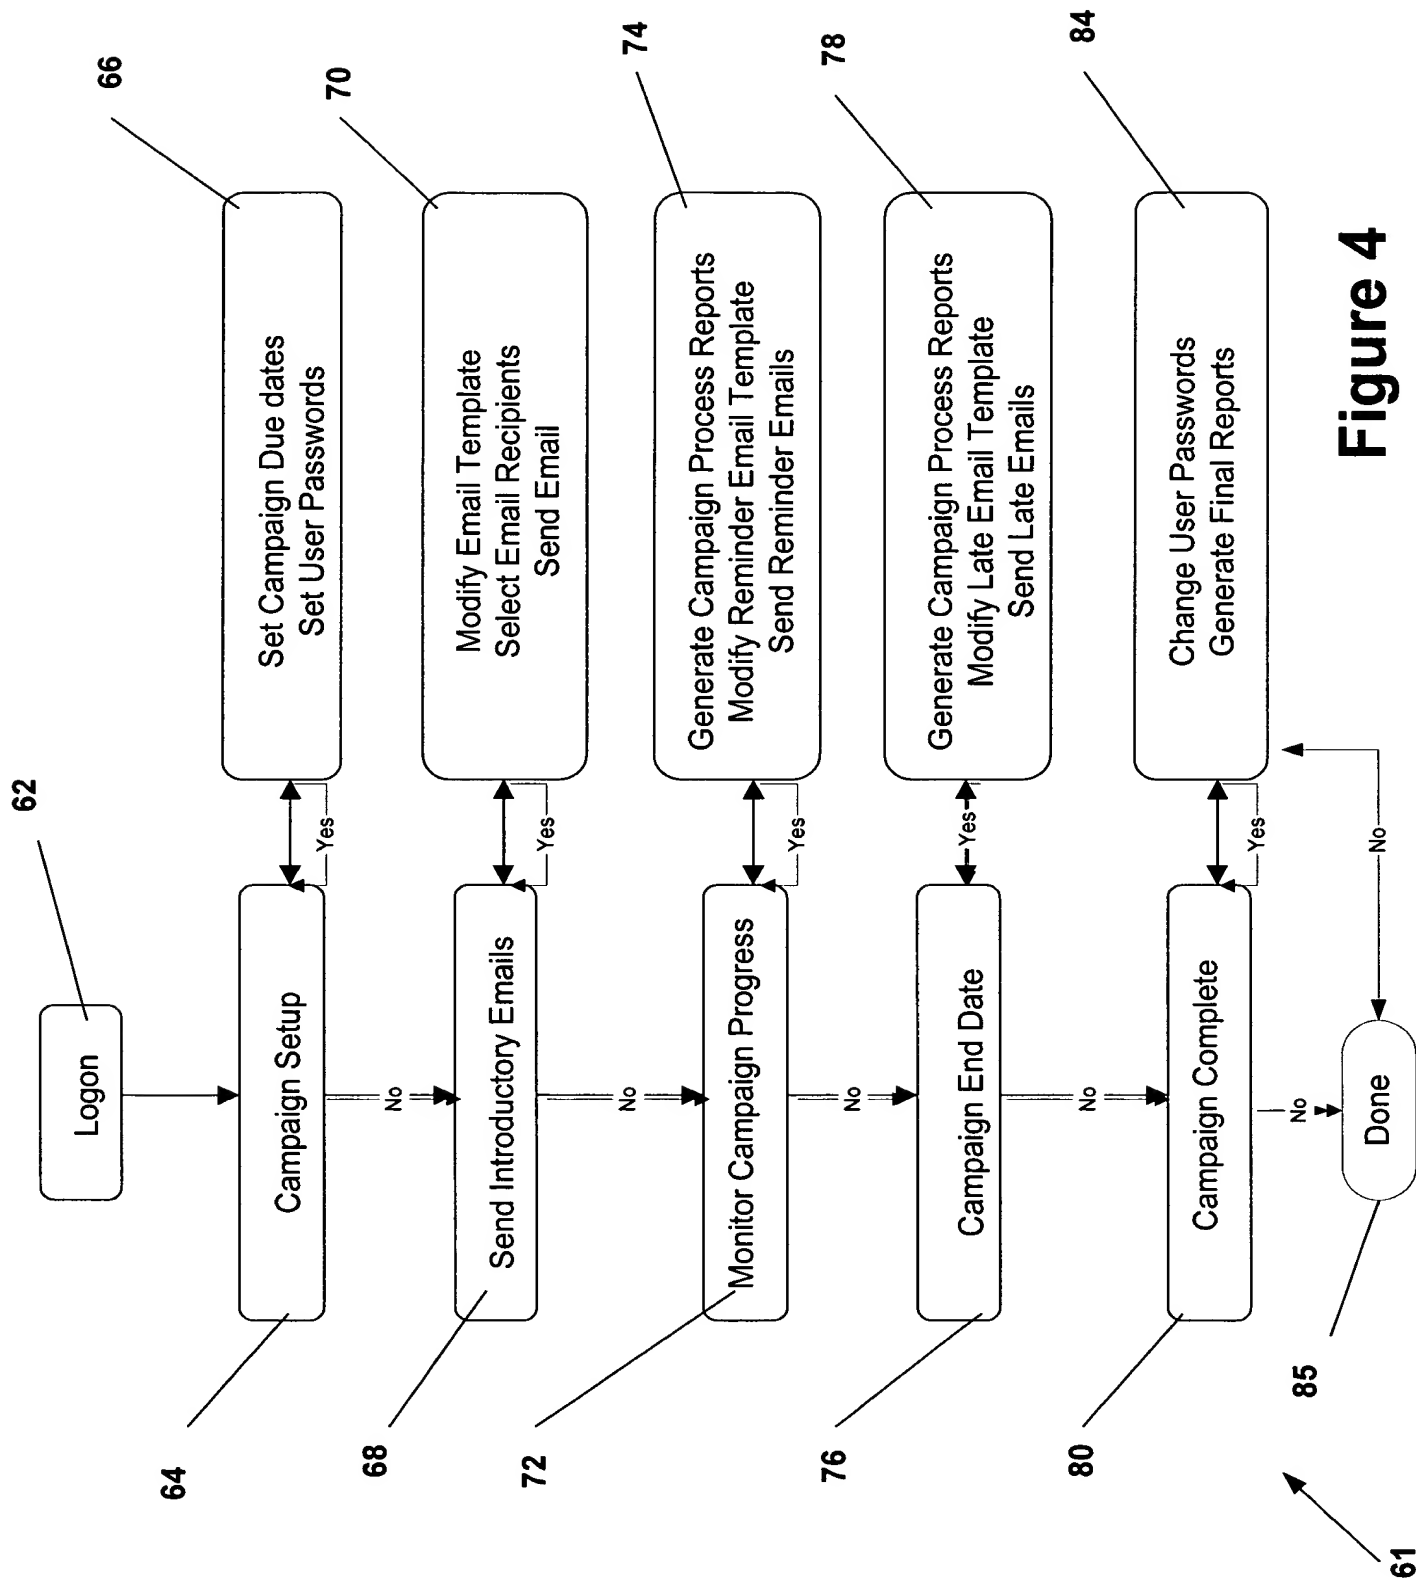 62
Logon
66
64
Campaign Setup
Yes
Set Campaign Due dates
Set User Passwords
No
70
68
Send Introductory Emails
Yes
Modify Email Template
Select Email Recipients
Send Email
No
74
72
Monitor Campaign Progress
Yes
Generate Campaign Process Reports
Modify Reminder Email Template
Send Reminder Emails
No
78
76
Campaign End Date
Yes
Generate Campaign Process Reports
Modify Late Email Template
Send Late Emails
No
84
80
Campaign Complete
Yes
Change User Passwords
Generate Final Reports
No
No
85
Done
61
Figure 4